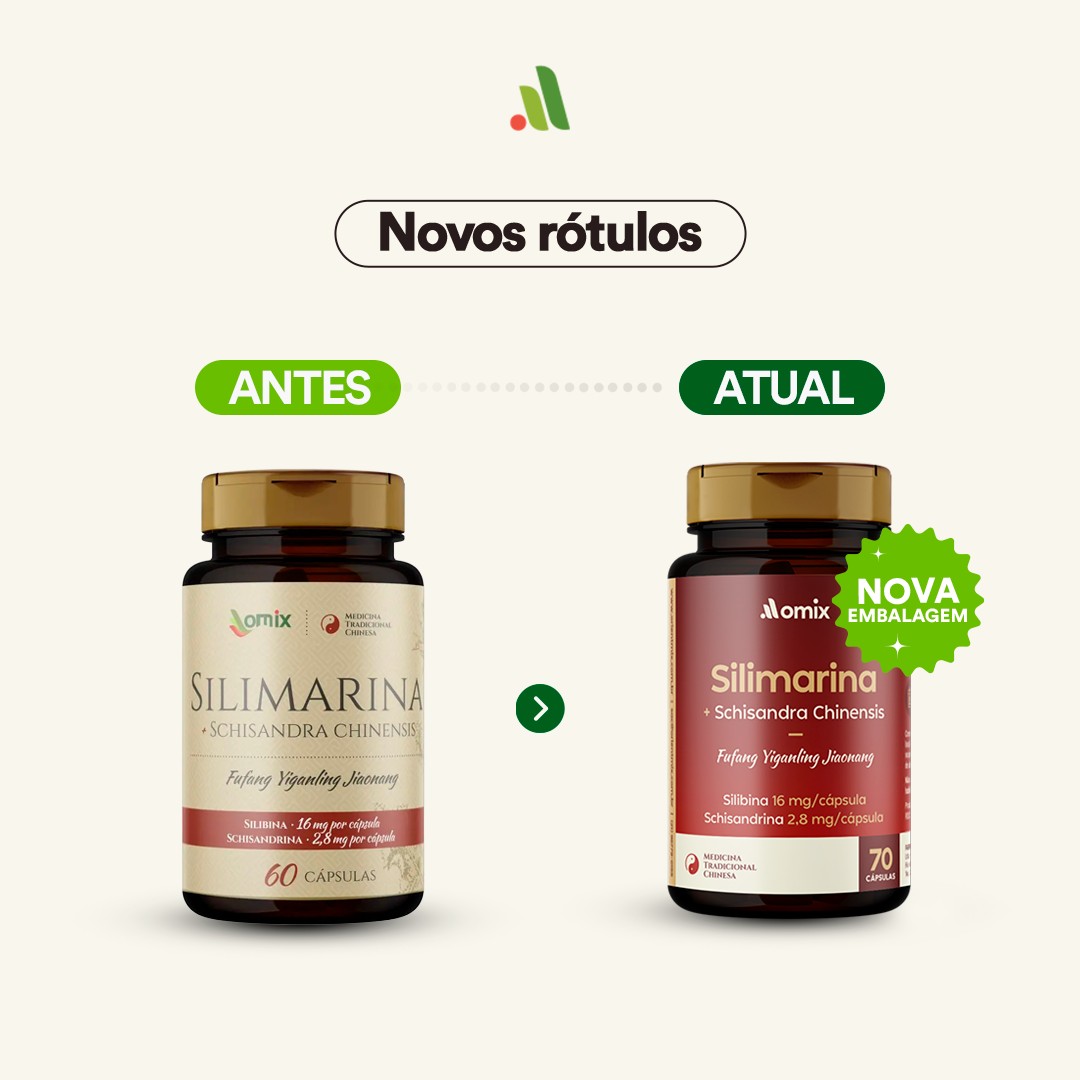 Novos rótulos
ANTES
ATUAL
omix
MEDICINA
TRADICIONAL
CHINESA
SILIMARINA
+ SCHISANDRA CHINENSIS
Fufang Yiganling Jiaonang
SILIBINA · 16 mg por cápsula
SCHISANDRINA · 2,8 mg por cápsula
60 CÁPSULAS
NOVA
EMBALAGEM
omix
Silimarina
+ Schisandra Chinensis
Fufang Yiganling Jiaonang
Silibina 16 mg/cápsula
Schisandrina 2,8 mg/cápsula
MEDICINA
TRADICIONAL
CHINESA
70
CÁPSULAS